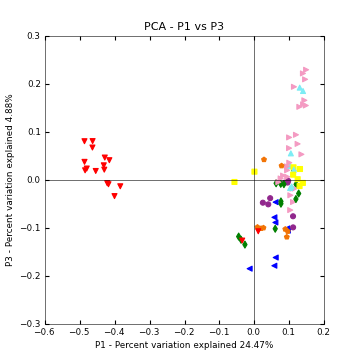 PCA - P1 vs P3
0.3
0.2
0.1
0.0
−0.1
−0.2
−0.3
P3 - Percent variation explained 4.88%
−0.6 −0.5 −0.4 −0.3 −0.2 −0.1 0.0 0.1 0.2
P1 - Percent variation explained 24.47%